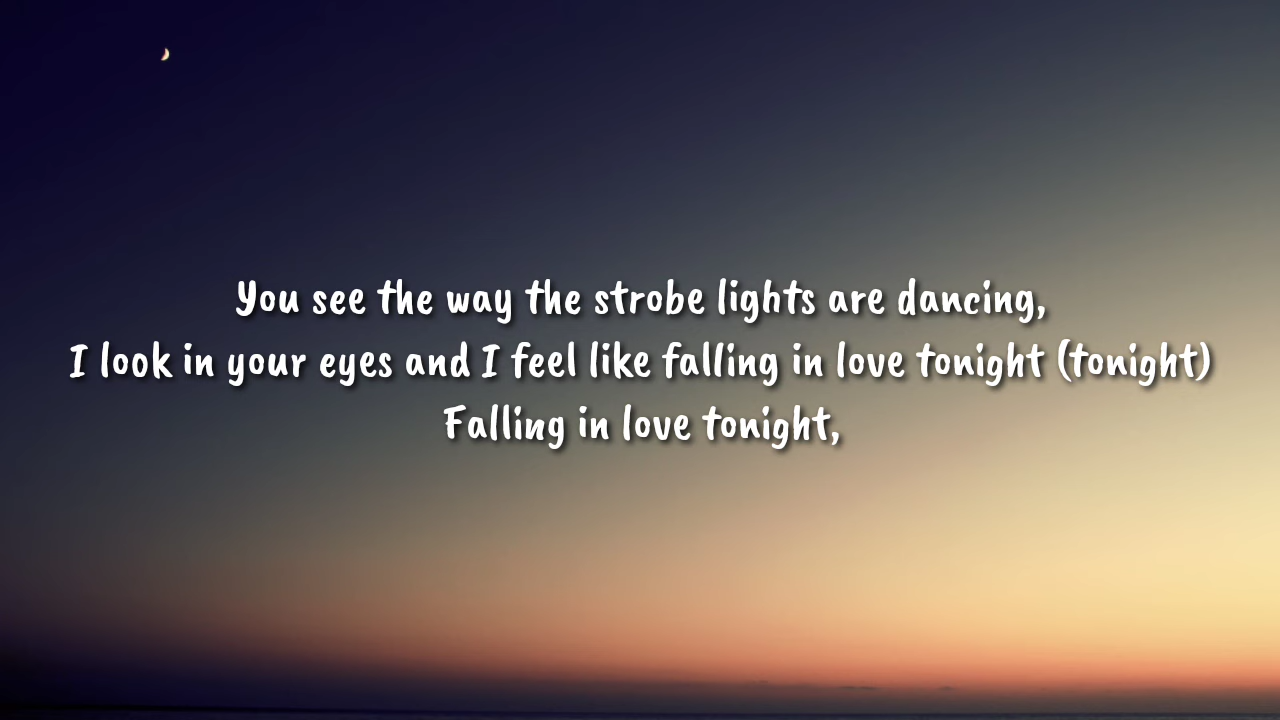 You see the way the strobe lights are dancing,
I look in your eyes and I feel like falling in love tonight (tonight)
Falling in love tonight,